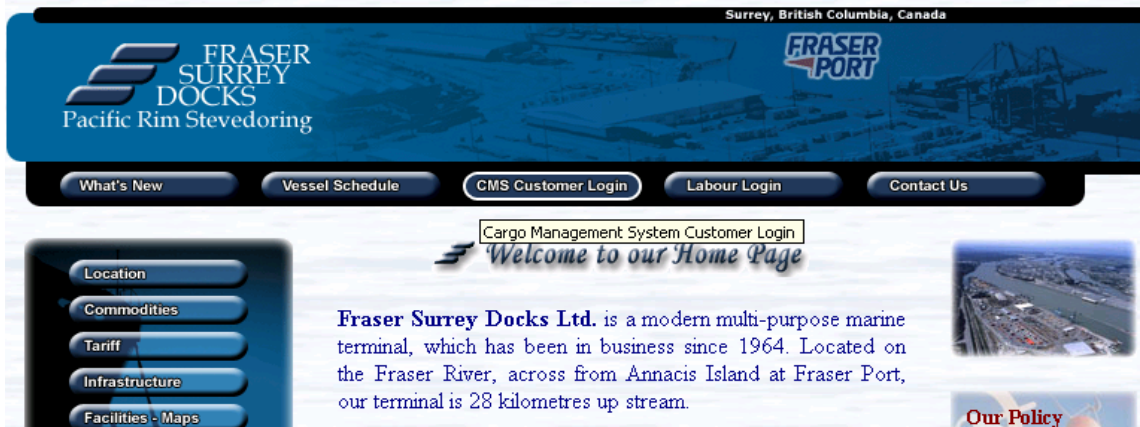 Surrey, British Columbia, Canada
FRASER
SURREY
DOCKS
Pacific Rim Stevedoring
FRASER
PORT
What's New
Vessel Schedule
CMS Customer Login
Labour Login
Contact Us
Cargo Management System Customer Login
Welcome to our Home Page
Location
Commodities
Tariff
Infrastructure
Facilities - Maps
Fraser Surrey Docks Ltd. is a modern multi-purpose marine
terminal, which has been in business since 1964. Located on
the Fraser River, across from Annacis Island at Fraser Port,
our terminal is 28 kilometres up stream.
Our Policy